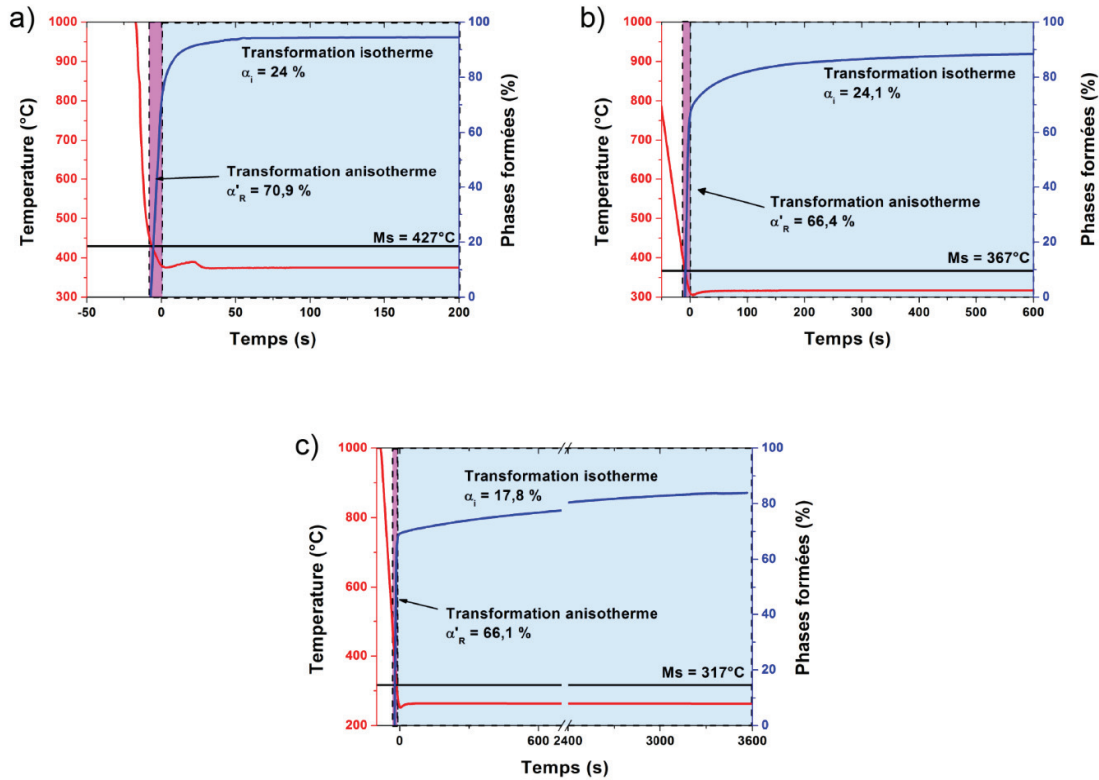 a)
1000
900
800
700
600
500
400
300
Temperature (°C)
100
80
60
40
20
0
Phases formées (%)
Transformation isotherme
αi = 24 %
Transformation anisotherme
α'R = 70,9 %
Ms = 427°C
-50 0 50 100 150 200
Temps (s)
b)
1000
900
800
700
600
500
400
300
Temperature (°C)
100
80
60
40
20
0
Phases formées (%)
Transformation isotherme
αi = 24,1 %
Transformation anisotherme
α'R = 66,4 %
Ms = 367°C
0 100 200 300 400 500 600
Temps (s)
c)
1000
800
600
400
200
Temperature (°C)
100
80
60
40
20
0
Phases formées (%)
Transformation isotherme
αi = 17,8 %
Transformation anisotherme
α'R = 66,1 %
Ms = 317°C
0 600 2400 3000 3600
Temps (s)